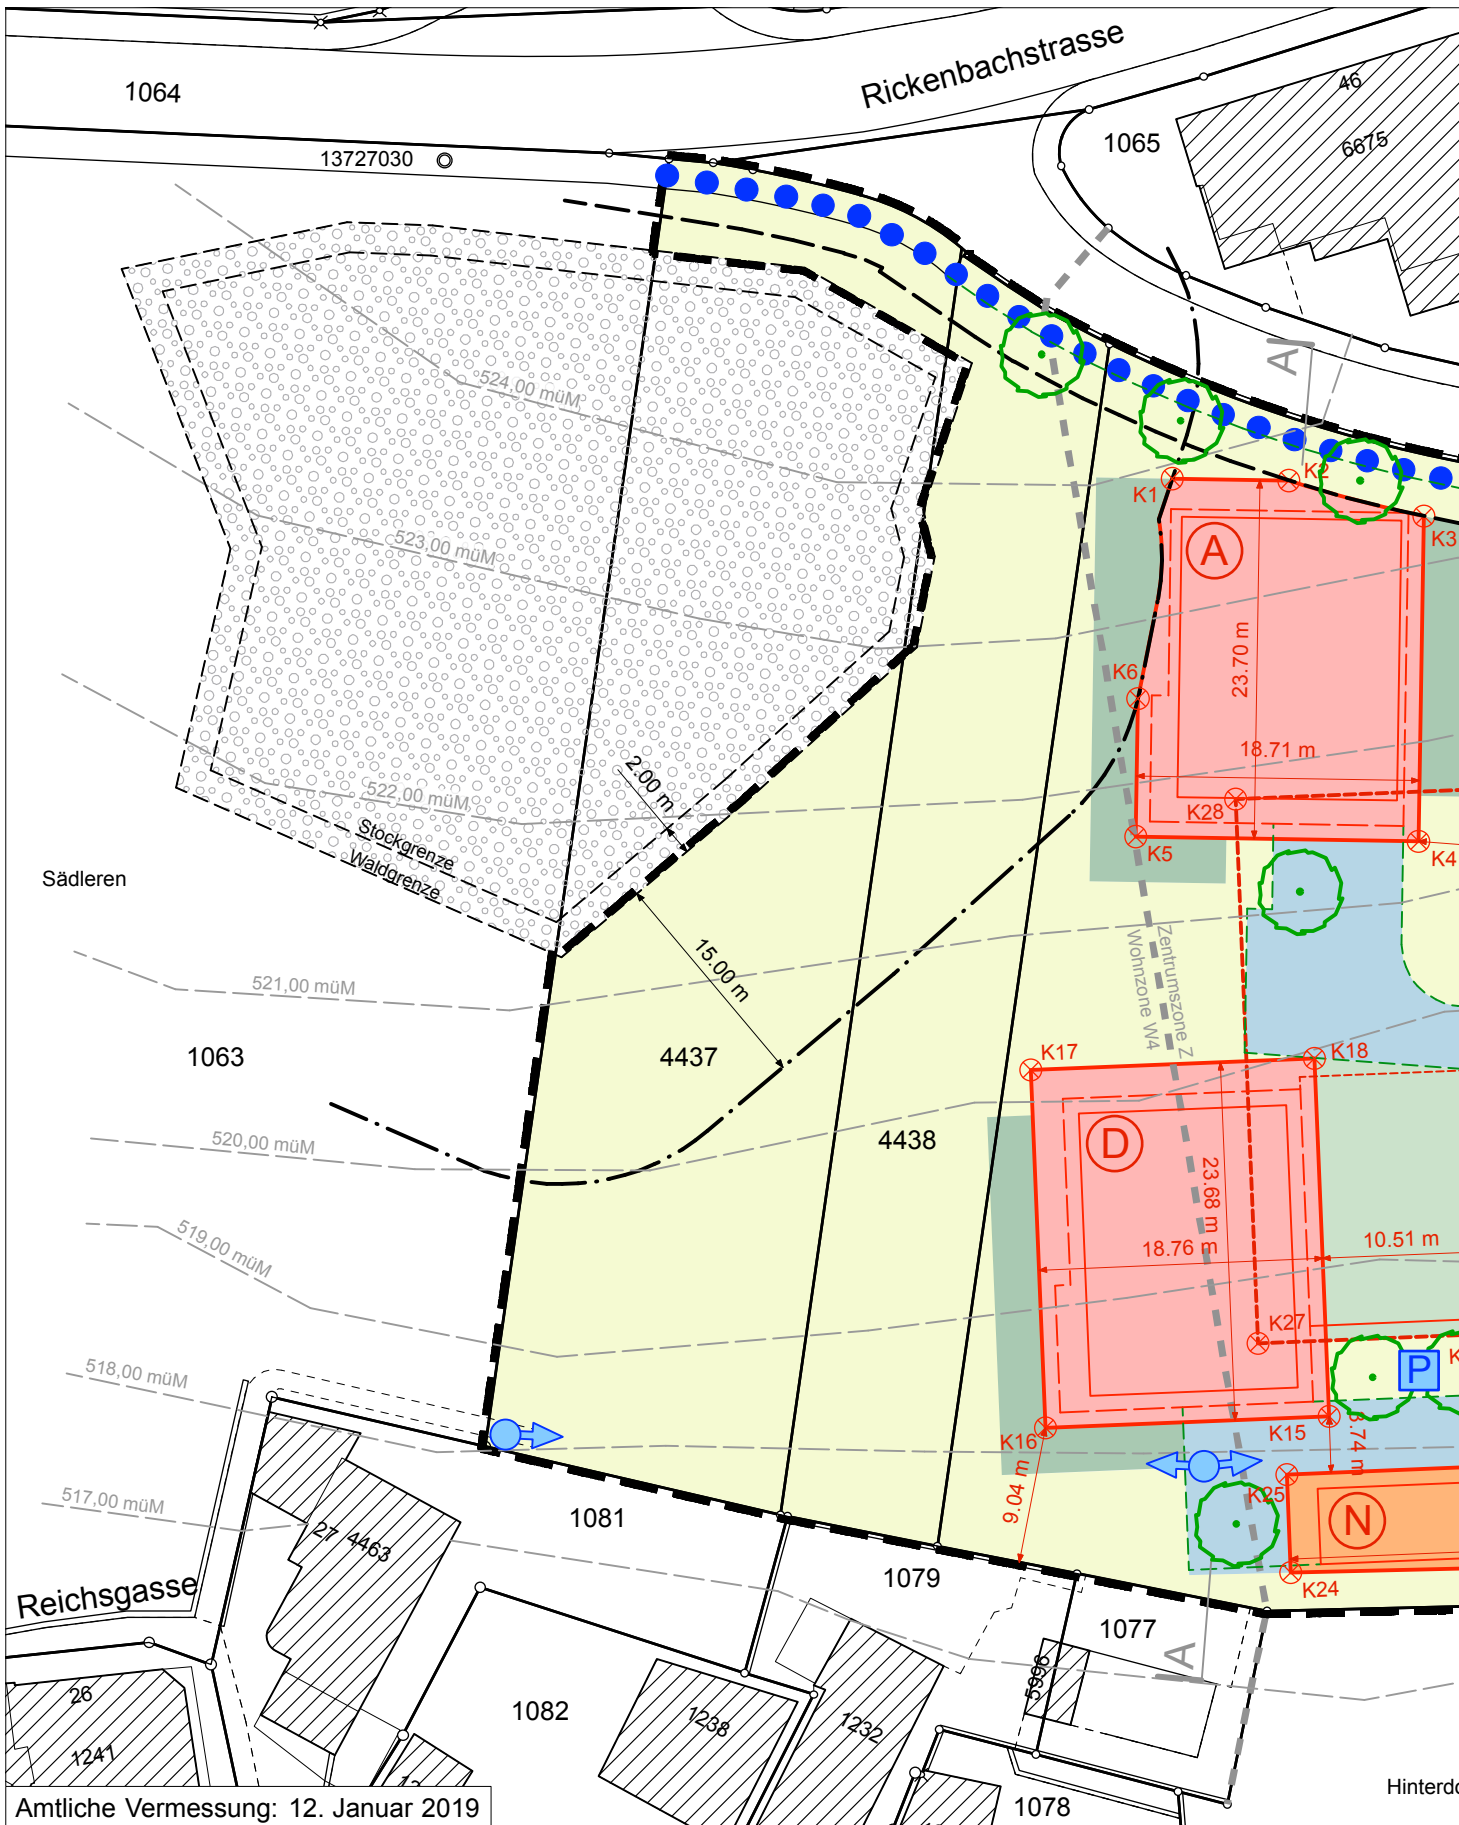 Rickenbachstrasse
1064
46
6675
1065
13727030
A
524,00 müM
K1
K2
K3
A
523,00 müM
23.70 m
K6
18.71 m
2.00 m
522,00 müM
K28
K5
K4
Stockgrenze
Waldgrenze
Sädleren
15.00 m
Zentrumszone Z
Wohnzone W4
521,00 müM
1063
4437
K17
K18
520,00 müM
4438
D
23.68 m
519,00 müM
18.76 m
10.51 m
K27
518,00 müM
P
K16
K15
3.74 m
K25
9.04 m
517,00 müM
1081
27
4463
N
1079
K24
Reichsgasse
1077
A
5996
26
1082
1238
1232
1241
Hinterdo
1078
Amtliche Vermessung: 12. Januar 2019